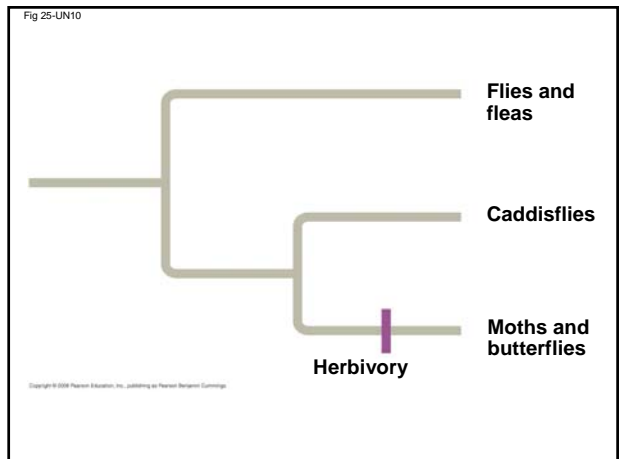 Fig 25-UN10
Flies and
fleas
Caddisflies
Moths and
butterflies
Herbivory
Copyright © 2008 Pearson Education, Inc., publishing as Pearson Benjamin Cummings.